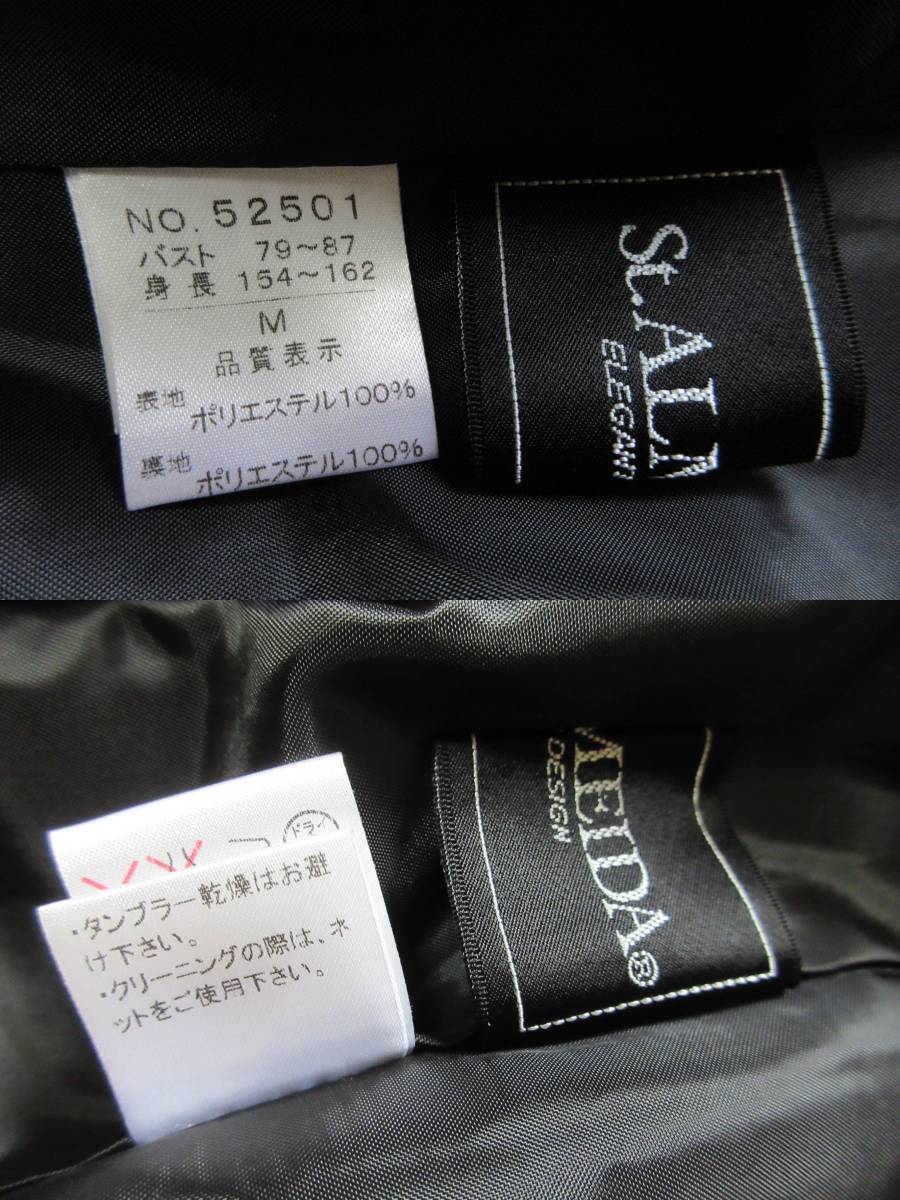 NO. 52501
バスト 79～87
身長 154～162
M
品質表示
表地 ポリエステル100%
裏地 ポリエステル100%
St.ALA
ELEGAN
ドライ
・タンブラー乾燥はお避
け下さい。
・クリーニングの際は、ネ
ットをご使用下さい。
MEIDA®
DESIGN